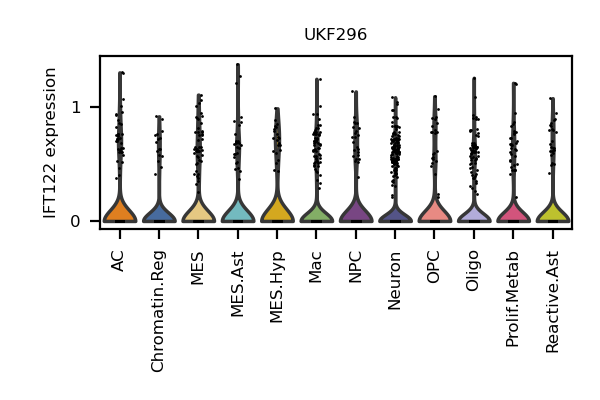 UKF296
IFT122 expression
1
0
AC
Chromatin.Reg
MES
MES.Ast
MES.Hyp
Mac
NPC
Neuron
OPC
Oligo
Prolif.Metab
Reactive.Ast